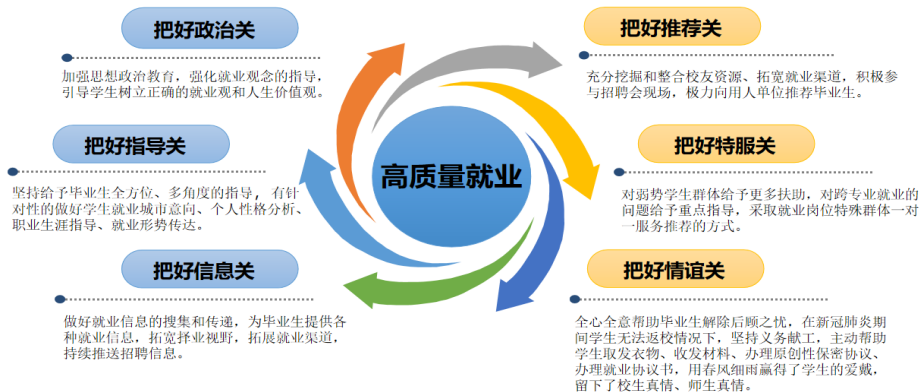 把好政治关
加强思想政治教育，强化就业观念的指导，
引导学生树立正确的就业观和人生价值观。
把好指导关
坚持给予毕业生全方位、多角度的指导，有针
对性的做好学生就业城市意向、个人性格分析、
职业生涯指导、就业形势传达。
把好信息关
做好就业信息的搜集和传递，为毕业生提供各
种就业信息，拓宽择业视野，拓展就业渠道，
持续推送招聘信息。
高质量就业
把好推荐关
充分挖掘和整合校友资源、拓宽就业渠道，积极参
与招聘会现场，极力向用人单位推荐毕业生。
把好特服关
对弱势学生群体给予更多扶助，对跨专业就业的
问题给予重点指导，采取就业岗位特殊群体一对
一服务推荐的方式。
把好情谊关
全心全意帮助毕业生解除后顾之忧，在新冠肺炎期
间学生无法返校情况下，坚持义务献工，主动帮助
学生取发衣物、收发材料、办理原创性保密协议、
办理就业协议书，用春风细雨赢得了学生的爱戴，
留下了校生真情、师生真情。